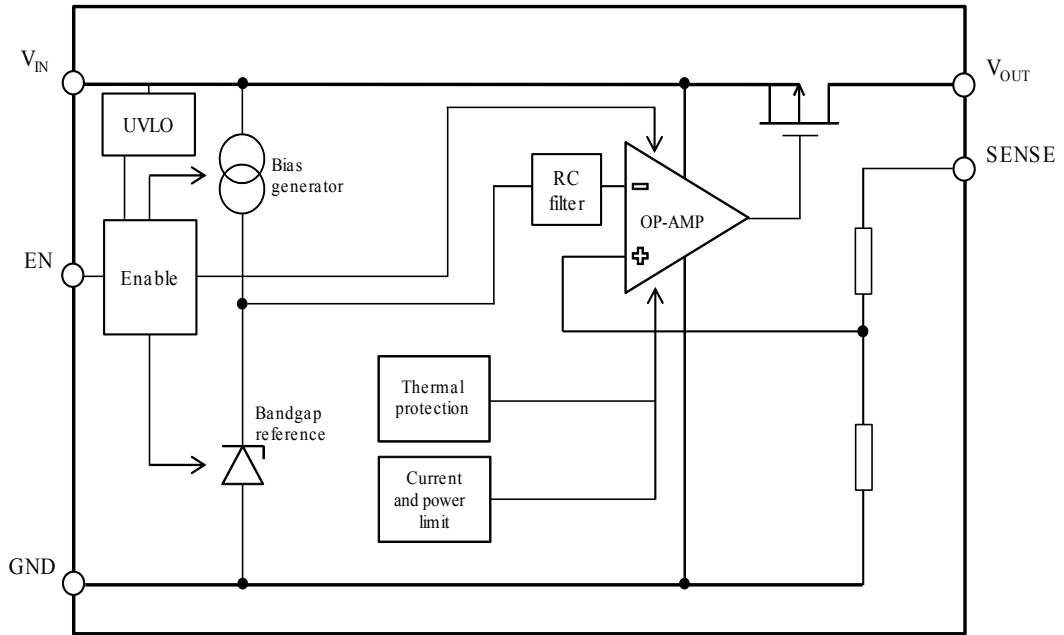 VIN
VOUT
UVLO
SENSE
Bias
generator
RC
filter
OP-AMP
EN
Enable
Thermal
protection
Bandgap
reference
Current
and power
limit
GND